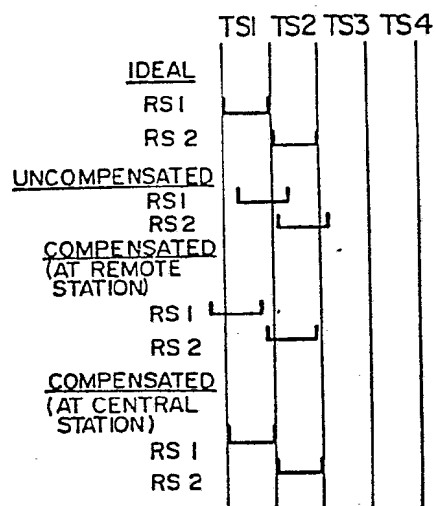 TS1 TS2 TS3 TS4
IDEAL
RS 1
RS 2
UNCOMPENSATED
RS 1
RS 2
COMPENSATED
(AT REMOTE
STATION)
RS 1
RS 2
COMPENSATED
(AT CENTRAL
STATION)
RS 1
RS 2